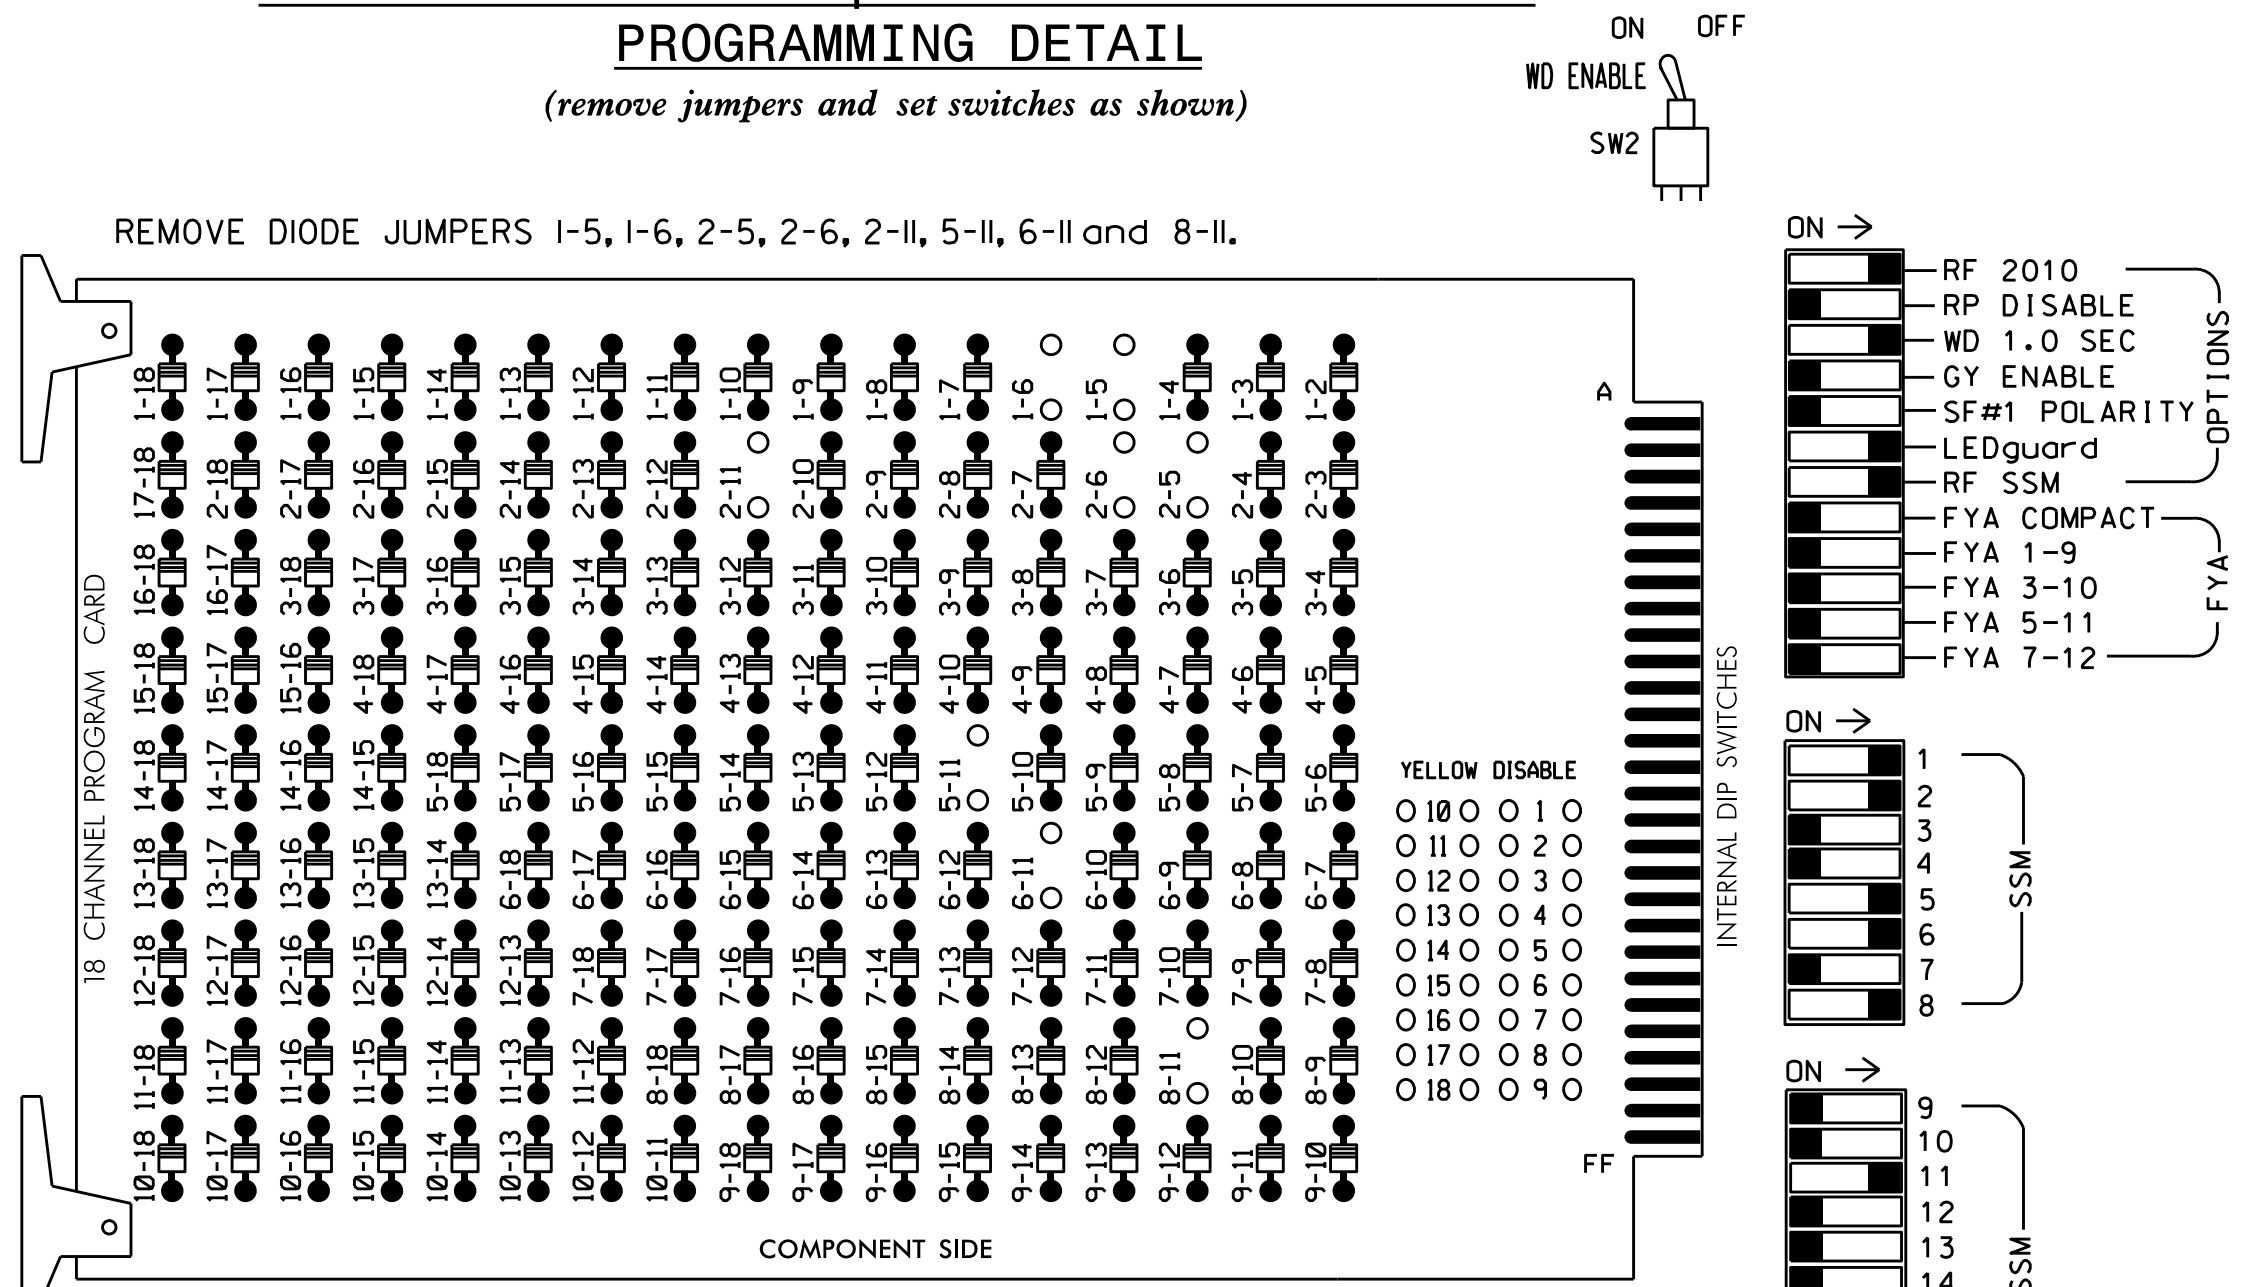 PROGRAMMING DETAIL
(remove jumpers and set switches as shown)
ON OFF
WD ENABLE
SW2
REMOVE DIODE JUMPERS 1-5, 1-6, 2-5, 2-6, 2-11, 5-11, 6-11 and 8-11.
18 CHANNEL PROGRAM CARD
1-18 1-17 1-16 1-15 1-14 1-13 1-12 1-11 1-10 1-9 1-8 1-7 1-6 1-5 1-4 1-3 1-2
17-18 2-18 2-17 2-16 2-15 2-14 2-13 2-12 2-11 2-10 2-9 2-8 2-7 2-6 2-5 2-4 2-3
16-18 16-17 3-18 3-17 3-16 3-15 3-14 3-13 3-12 3-11 3-10 3-9 3-8 3-7 3-6 3-5 3-4
15-18 15-17 15-16 4-18 4-17 4-16 4-15 4-14 4-13 4-12 4-11 4-10 4-9 4-8 4-7 4-6 4-5
14-18 14-17 14-16 14-15 5-18 5-17 5-16 5-15 5-14 5-13 5-12 5-11 5-10 5-9 5-8 5-7 5-6
13-18 13-17 13-16 13-15 13-14 6-18 6-17 6-16 6-15 6-14 6-13 6-12 6-11 6-10 6-9 6-8 6-7
12-18 12-17 12-16 12-15 12-14 12-13 7-18 7-17 7-16 7-15 7-14 7-13 7-12 7-11 7-10 7-9 7-8
11-18 11-17 11-16 11-15 11-14 11-13 11-12 8-18 8-17 8-16 8-15 8-14 8-13 8-12 8-11 8-10 8-9
10-18 10-17 10-16 10-15 10-14 10-13 10-12 10-11 9-18 9-17 9-16 9-15 9-14 9-13 9-12 9-11 9-10
COMPONENT SIDE
YELLOW DISABLE
10 1
11 2
12 3
13 4
14 5
15 6
16 7
17 8
18 9
A
FF
INTERNAL DIP SWITCHES
ON
RF 2010
RP DISABLE
WD 1.0 SEC
GY ENABLE
SF#1 POLARITY
LEDguard
RF SSM
OPTIONS
FYA COMPACT
FYA 1-9
FYA 3-10
FYA 5-11
FYA 7-12
FYA
ON
1
2
3
4
5
6
7
8
SSM
ON
9
10
11
12
13
14
SSM